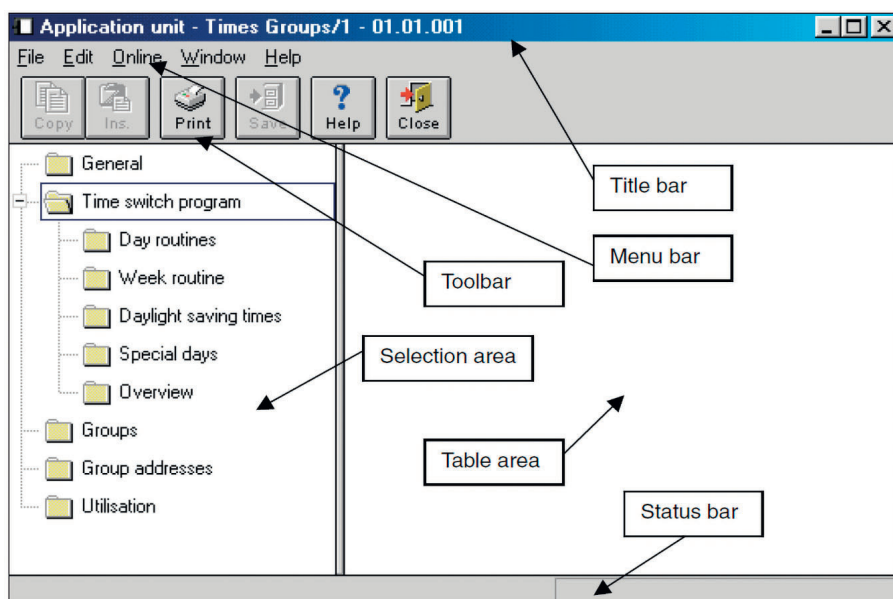 Application unit - Times Groups/1 - 01.01.001
File Edit Online Window Help
Copy Ins. Print Save Help Close
General
Time switch program
Day routines
Week routine
Daylight saving times
Special days
Overview
Groups
Group addresses
Utilisation
Title bar
Menu bar
Toolbar
Selection area
Table area
Status bar